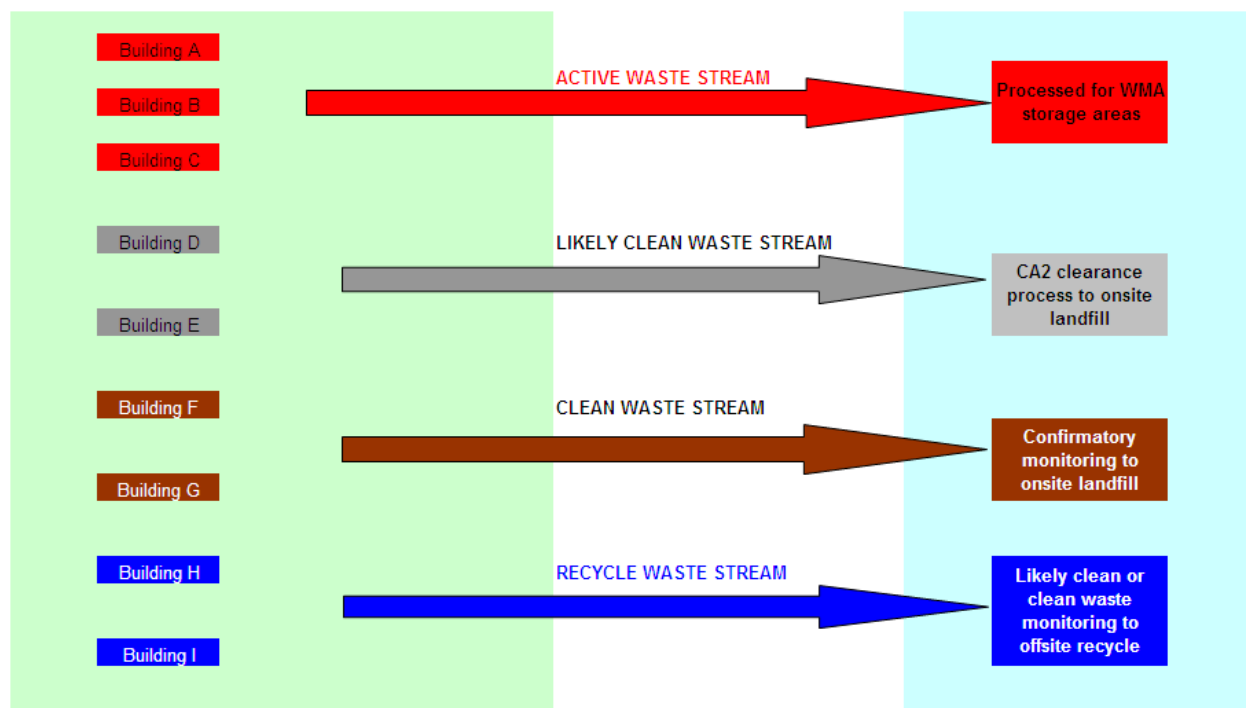 Building A
Building B
Building C
ACTIVE WASTE STREAM
Processed for WMA
storage areas
Building D
Building E
LIKELY CLEAN WASTE STREAM
CA2 clearance
process to onsite
landfill
Building F
Building G
CLEAN WASTE STREAM
Confirmatory
monitoring to
onsite landfill
Building H
Building I
RECYCLE WASTE STREAM
Likely clean or
clean waste
monitoring to
offsite recycle